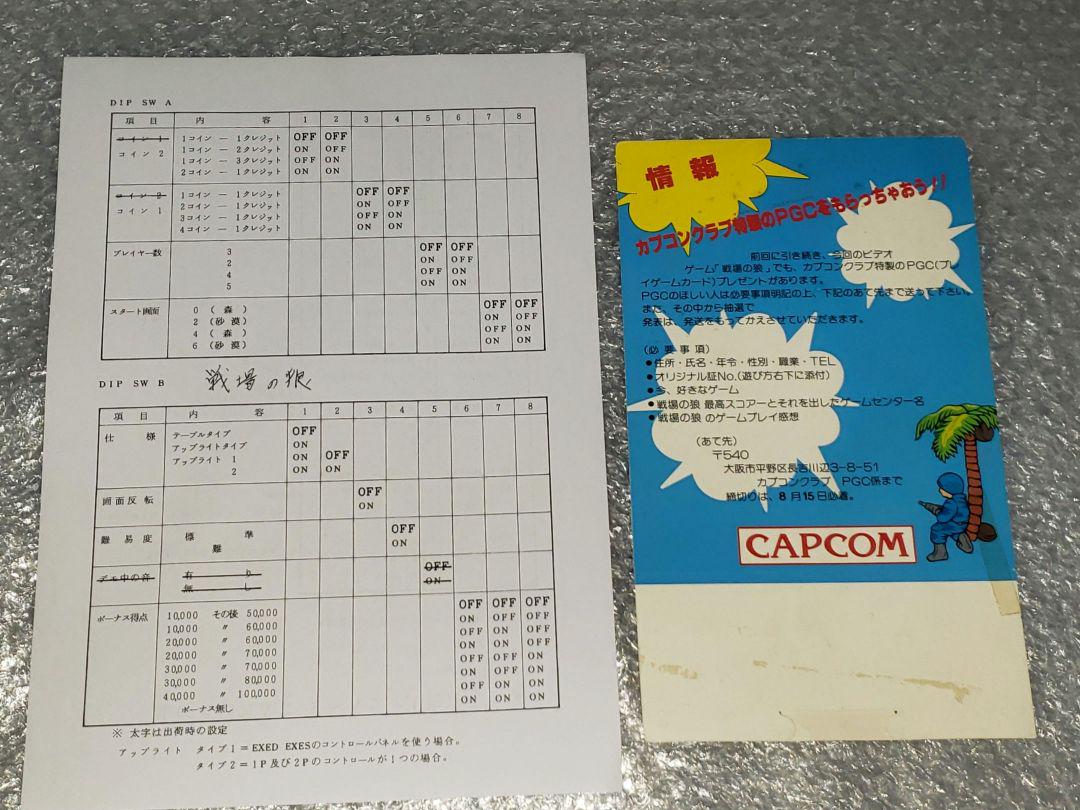 DIP SW A
項目 内容 1 2 3 4 5 6 7 8
コイン 1 1コイン ― 1クレジット OFF OFF
コイン 2 1コイン ― 2クレジット ON OFF
1コイン ― 3クレジット OFF ON
2コイン ― 1クレジット ON ON
コイン 2 1コイン ― 1クレジット OFF OFF
コイン 1 2コイン ― 1クレジット ON OFF
3コイン ― 1クレジット OFF ON
4コイン ― 1クレジット ON ON
プレイヤー数 3 OFF OFF
2 ON OFF
4 OFF ON
5 ON ON
スタート画面 0 (森) OFF OFF
2 (砂漠) ON OFF
4 (森) OFF ON
6 (砂漠) ON ON
DIP SW B 戦場の狼
項目 内容 1 2 3 4 5 6 7 8
仕様 テーブルタイプ OFF
アップライトタイプ ON
アップライト 1 ON OFF
2 ON ON
画面反転 OFF
ON
難易度 標準 OFF
難 ON
デモ中の音 有り OFF
無し ON
ボーナス得点 10,000 その後 50,000 OFF OFF OFF
10,000 〃 60,000 ON OFF OFF
20,000 〃 60,000 OFF ON OFF
20,000 〃 70,000 ON ON OFF
30,000 〃 70,000 OFF OFF ON
30,000 〃 80,000 ON OFF ON
40,000 〃 100,000 OFF ON ON
ボーナス無し ON ON ON
※ 太字は出荷時の設定
アップライト タイプ1=EXED EXESのコントロールパネルを使う場合。
タイプ2=1P及び2Pのコントロールが1つの場合。
情報
カプコンクラブ特製のPGCをもらっちゃおう!!
前回に引き続き、今回のビデオ
ゲーム「戦場の狼」でも、カプコンクラブ特製のPGC(プレ
イゲームカード)プレゼントがあります。
PGCのほしい人は必要事項明記の上、下記のあて先まで送って下さい。
また、その中から抽選で
発表は、発送をもってかえさせていただきます。
(必要事項)
●住所・氏名・年令・性別・職業・TEL
●オリジナル証No.(遊び方右下に添付)
●今、好きなゲーム
●戦場の狼 最高スコアーとそれを出したゲームセンター名
●戦場の狼 のゲームプレイ感想
(あて先)
〒540
大阪市平野区長吉川辺3-8-51
カプコンクラブ PGC係まで
締切りは、8月15日必着。
CAPCOM